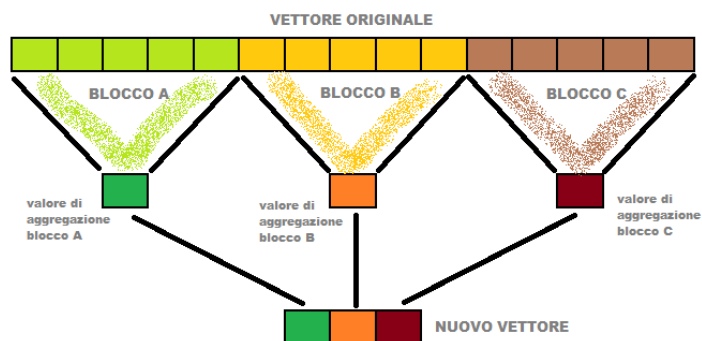 VETTORE ORIGINALE
BLOCCO A
BLOCCO B
BLOCCO C
valore di
aggregazione
blocco A
valore di
aggregazione
blocco B
valore di
aggregazione
blocco C
NUOVO VETTORE